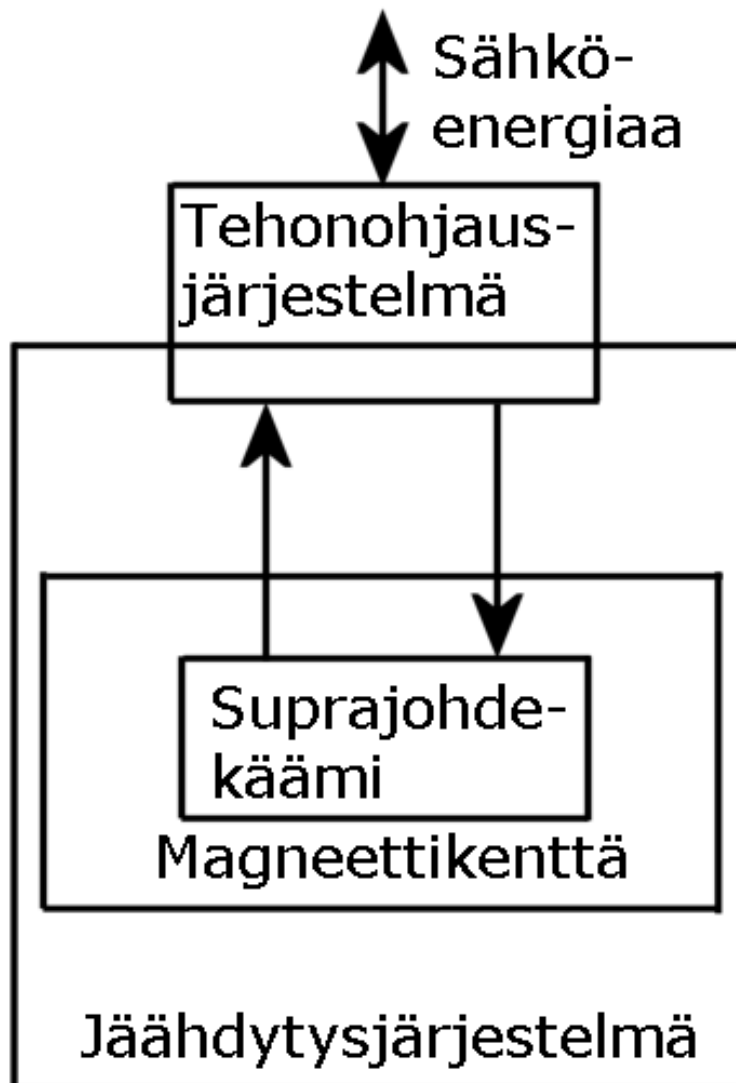 Sähkö-
energiaa
Tehonohjaus-
järjestelmä
Suprajohde-
käämi
Magneettikenttä
Jäähdytysjärjestelmä